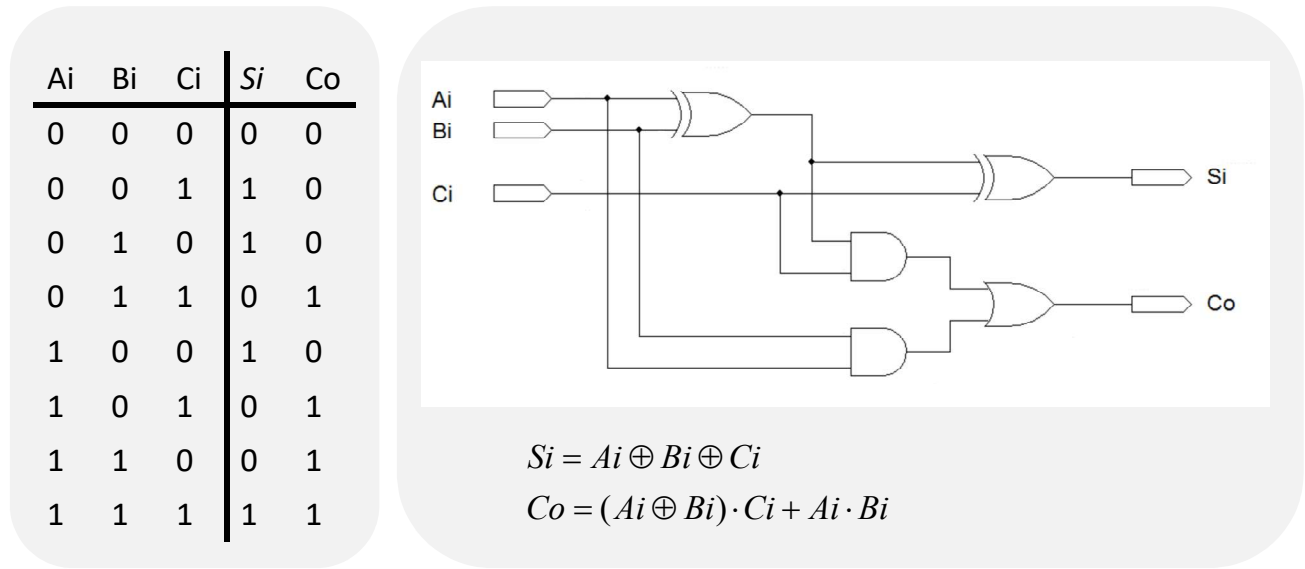 Ai Bi Ci Si Co
0 0 0 0 0
0 0 1 1 0
0 1 0 1 0
0 1 1 0 1
1 0 0 1 0
1 0 1 0 1
1 1 0 0 1
1 1 1 1 1
Ai
Bi
Ci
Si
Co
Si = Ai ⊕ Bi ⊕ Ci
Co = (Ai ⊕ Bi) · Ci + Ai · Bi